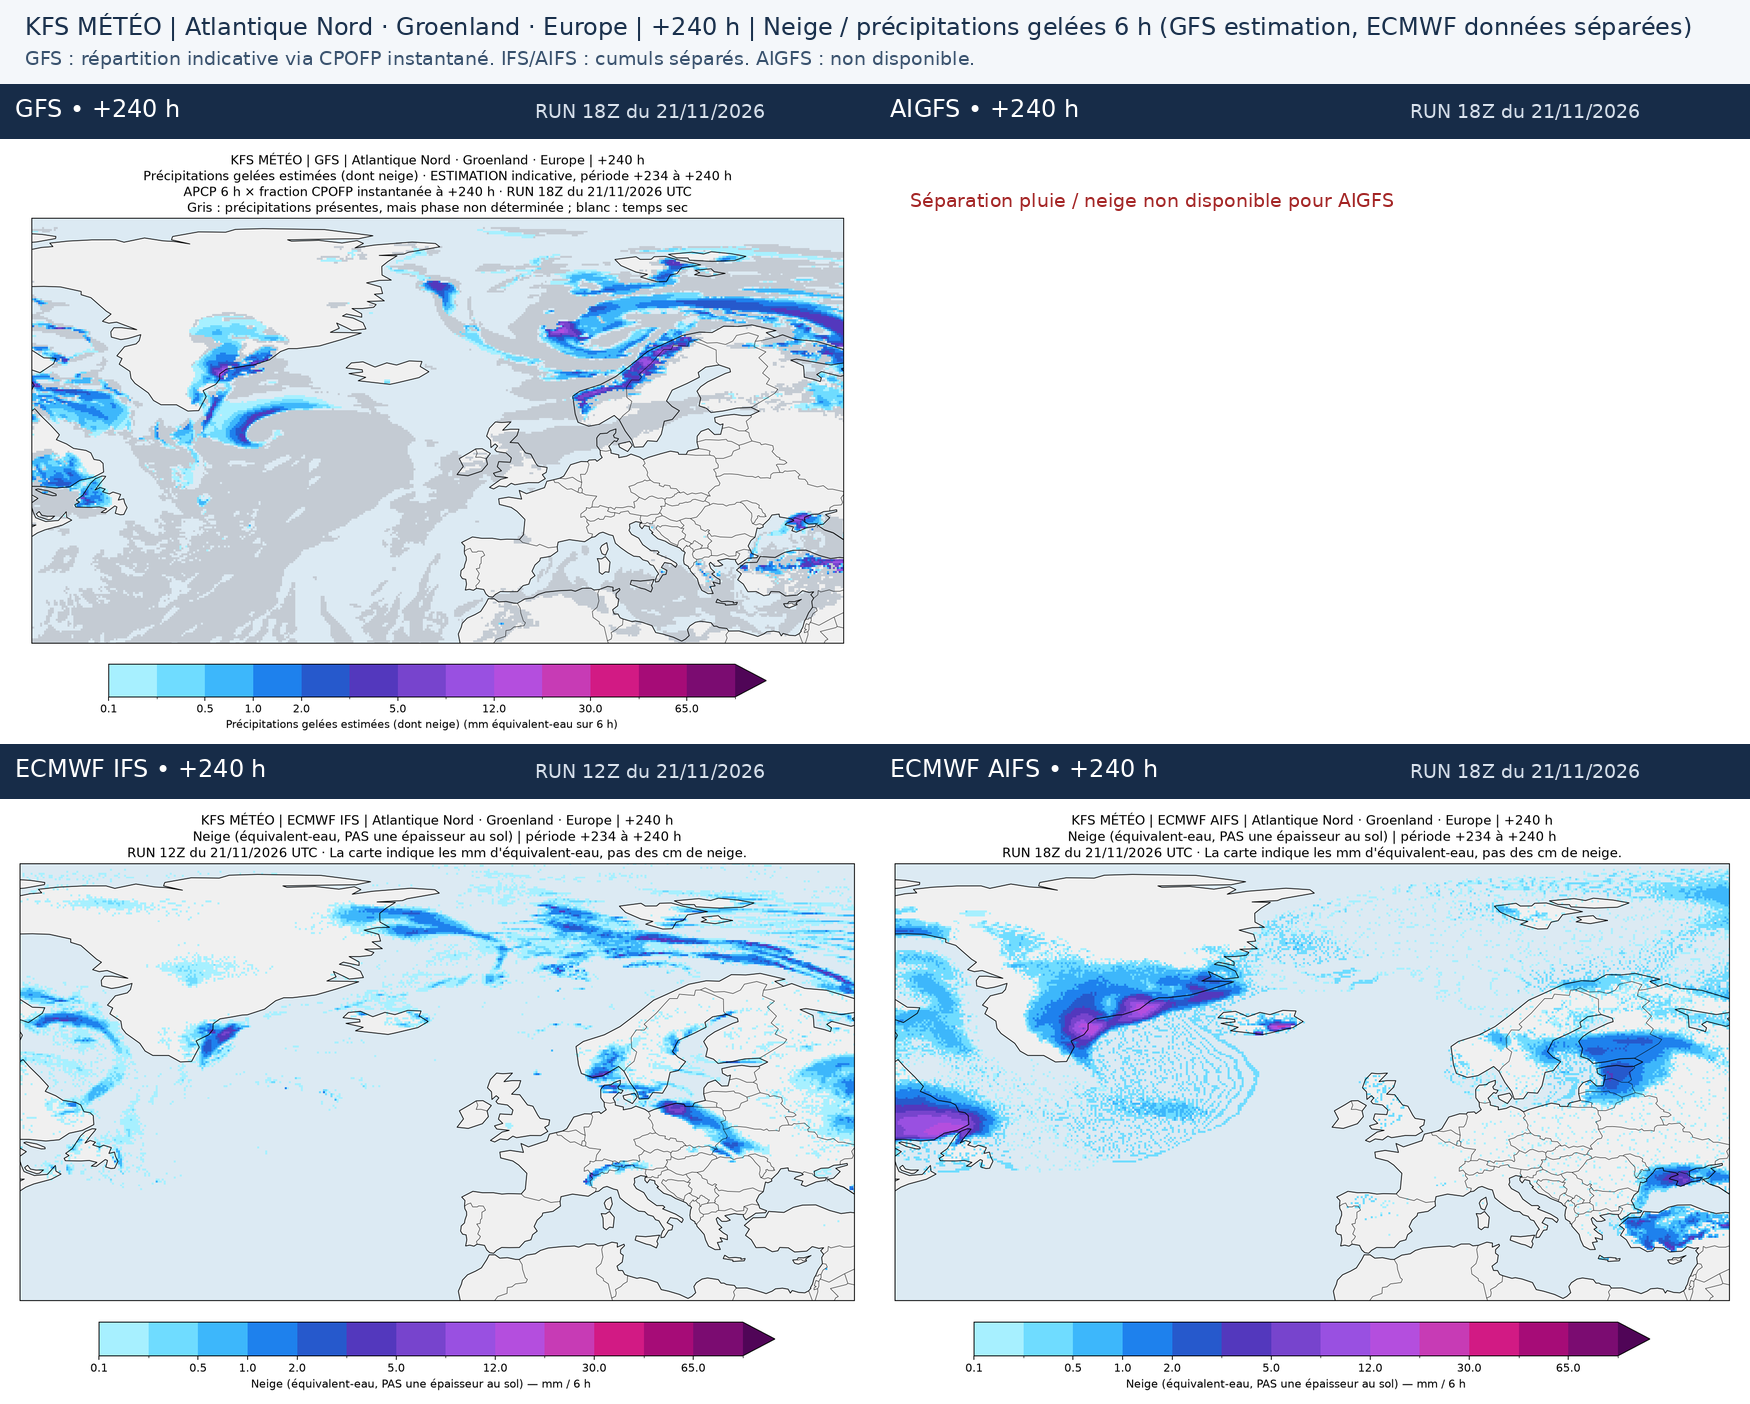 KFS MÉTÉO | Atlantique Nord · Groenland · Europe | +240 h | Neige / précipitations gelées 6 h (GFS estimation, ECMWF données séparées)
GFS : répartition indicative via CPOFP instantané. IFS/AIFS : cumuls séparés. AIGFS : non disponible.
GFS • +240 h
RUN 18Z du 21/11/2026
AIGFS • +240 h
RUN 18Z du 21/11/2026
KFS MÉTÉO | GFS | Atlantique Nord · Groenland · Europe | +240 h
Précipitations gelées estimées (dont neige) · ESTIMATION indicative, période +234 à +240 h
APCP 6 h × fraction CPOFP instantanée à +240 h · RUN 18Z du 21/11/2026 UTC
Gris : précipitations présentes, mais phase non déterminée ; blanc : temps sec
Séparation pluie / neige non disponible pour AIGFS
0.1 0.5 1.0 2.0 5.0 12.0 30.0 65.0
Précipitations gelées estimées (dont neige) (mm équivalent-eau sur 6 h)
ECMWF IFS • +240 h
RUN 12Z du 21/11/2026
ECMWF AIFS • +240 h
RUN 18Z du 21/11/2026
KFS MÉTÉO | ECMWF IFS | Atlantique Nord · Groenland · Europe | +240 h
Neige (équivalent-eau, PAS une épaisseur au sol) | période +234 à +240 h
RUN 12Z du 21/11/2026 UTC · La carte indique les mm d'équivalent-eau, pas des cm de neige.
0.1 0.5 1.0 2.0 5.0 12.0 30.0 65.0
Neige (équivalent-eau, PAS une épaisseur au sol) — mm / 6 h
KFS MÉTÉO | ECMWF AIFS | Atlantique Nord · Groenland · Europe | +240 h
Neige (équivalent-eau, PAS une épaisseur au sol) | période +234 à +240 h
RUN 18Z du 21/11/2026 UTC · La carte indique les mm d'équivalent-eau, pas des cm de neige.
0.1 0.5 1.0 2.0 5.0 12.0 30.0 65.0
Neige (équivalent-eau, PAS une épaisseur au sol) — mm / 6 h